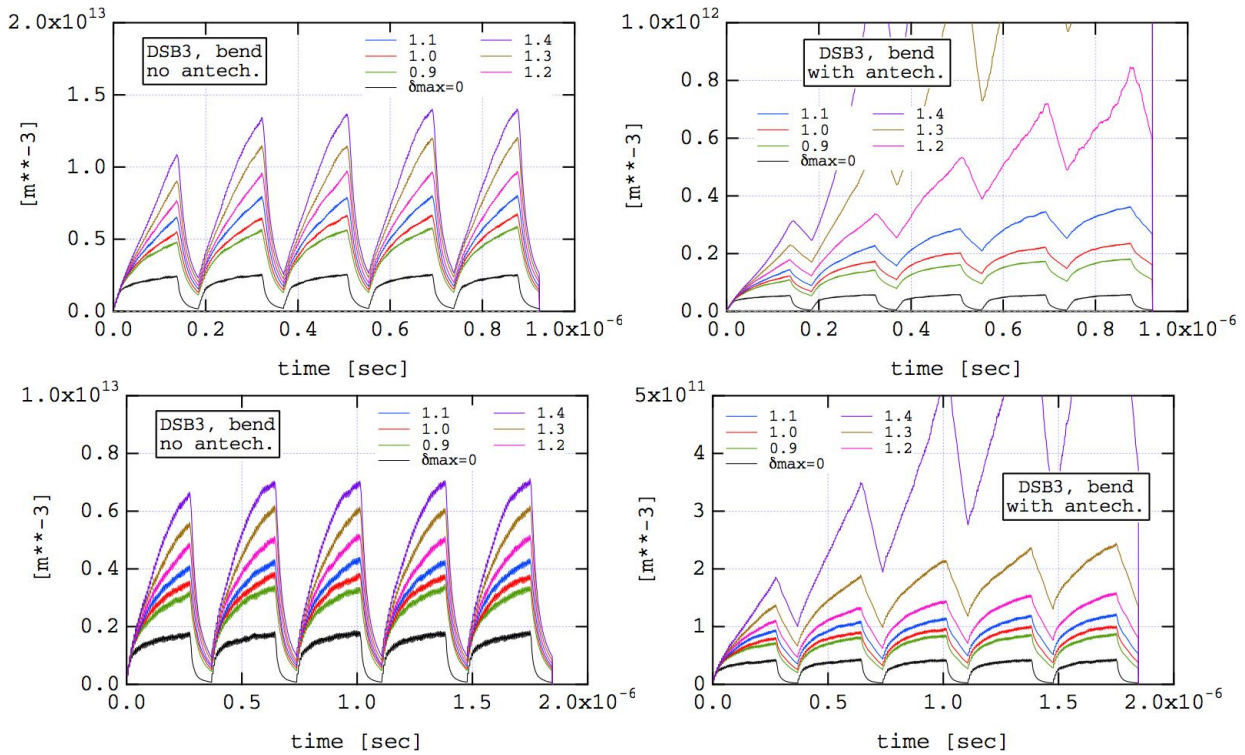 2.0x10^13
1.5
1.0
0.5
0.0
[m**-3]
DSB3, bend
no antech.
1.1
1.0
0.9
δmax=0
1.4
1.3
1.2
0.0
0.2
0.4
0.6
0.8
1.0x10^-6
time [sec]
1.0x10^12
0.8
0.6
0.4
0.2
0.0
[m**-3]
DSB3, bend
with antech.
1.1
1.0
0.9
δmax=0
1.4
1.3
1.2
0.0
0.2
0.4
0.6
0.8
1.0x10^-6
time [sec]
1.0x10^13
0.8
0.6
0.4
0.2
0.0
[m**-3]
DSB3, bend
no antech.
1.1
1.0
0.9
δmax=0
1.4
1.3
1.2
0.0
0.5
1.0
1.5
2.0x10^-6
time [sec]
5x10^11
4
3
2
1
0
[m**-3]
1.1
1.0
0.9
δmax=0
1.4
1.3
1.2
DSB3, bend
with antech.
0.0
0.5
1.0
1.5
2.0x10^-6
time [sec]